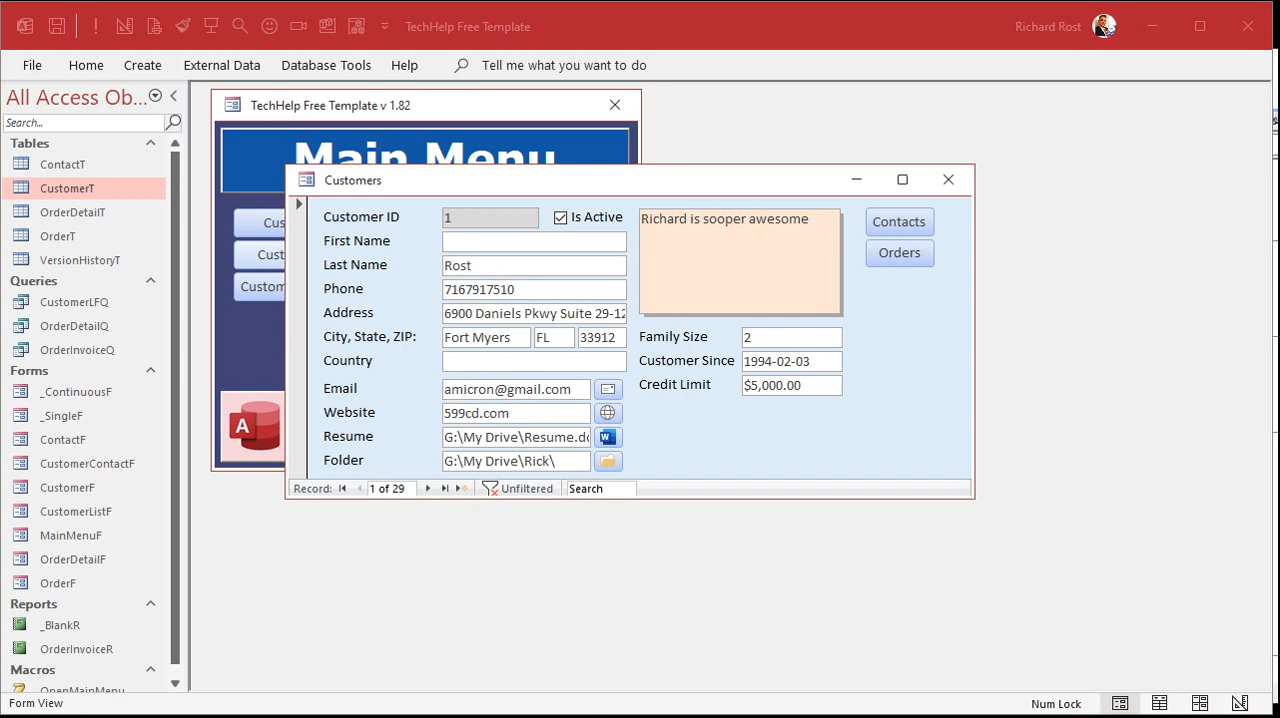 TechHelp Free Template
Richard Rost
File Home Create External Data Database Tools Help Tell me what you want to do
All Access Ob...
Search...
Tables
ContactT
CustomerT
OrderDetailT
OrderT
VersionHistoryT
Queries
CustomerLFQ
OrderDetailQ
OrderInvoiceQ
Forms
_ContinuousF
_SingleF
ContactF
CustomerContactF
CustomerF
CustomerListF
MainMenuF
OrderDetailF
OrderF
Reports
_BlankR
OrderInvoiceR
Macros
OpenMainMenu
TechHelp Free Template v 1.82
Main Menu
Cus
Cust
Custom
A
Customers
Customer ID 1 Is Active
First Name
Last Name Rost
Phone 7167917510
Address 6900 Daniels Pkwy Suite 29-12
City, State, ZIP: Fort Myers FL 33912
Country
Email amicron@gmail.com
Website 599cd.com
Resume G:\My Drive\Resume.do
Folder G:\My Drive\Rick\
Richard is sooper awesome
Family Size 2
Customer Since 1994-02-03
Credit Limit $5,000.00
Contacts
Orders
Record: 1 of 29 Unfiltered Search
Form View
Num Lock